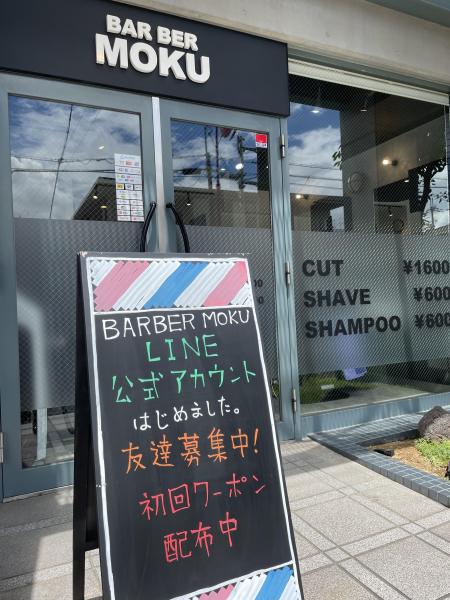 BAR BER
MOKU
CUT ¥1600
SHAVE ¥600
SHAMPOO ¥600
BARBER MOKU
LINE
公式アカウント
はじめました。
友達募集中!
初回クーポン
配布中